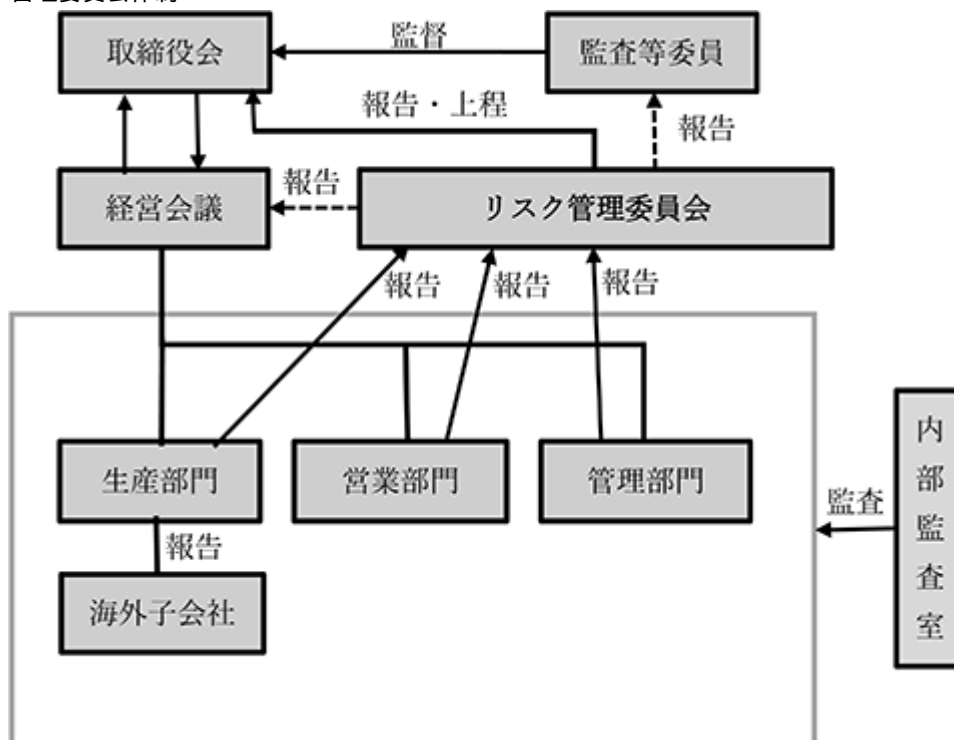 取締役会
監督
監査等委員
報告・上程
報告
経営会議
報告
リスク管理委員会
報告
報告
報告
生産部門
営業部門
管理部門
報告
海外子会社
監査
内部監査室